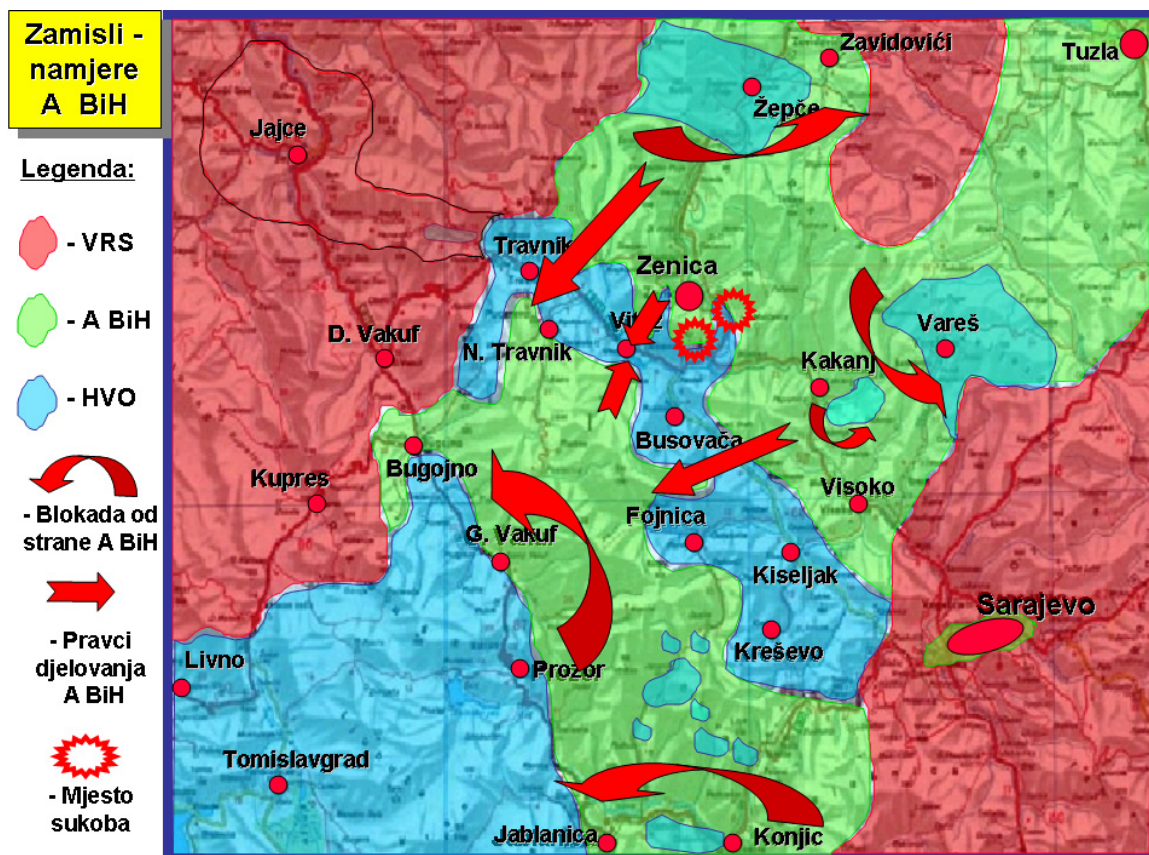 Zamisli -
namjere
A BiH
Legenda:
- VRS
- A BiH
- HVO
- Blokada od
strane A BiH
- Pravci
djelovanja
A BiH
- Mjesto
sukoba
Zavidovići
Tuzla
Žepče
Jajce
Travnik
Zenica
Vitez
Vareš
D. Vakuf
N. Travnik
Kakanj
Busovača
Bugojno
Kupres
Visoko
Fojnica
G. Vakuf
Kiseljak
Sarajevo
Kreševo
Livno
Prozor
Tomislavgrad
Jablanica
Konjic